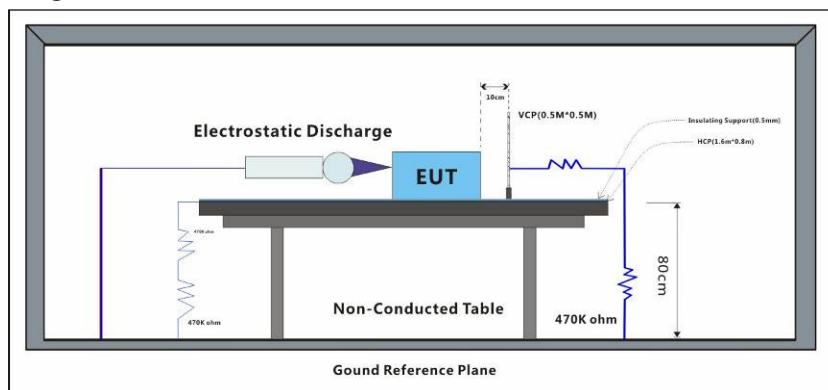 10cm
VCP(0.5M*0.5M)
Insulating Support(0.5mm)
Electrostatic Discharge
HCP(1.6m*0.8m)
EUT
470K ohm
80cm
Non-Conducted Table
470K ohm
470K ohm
Gound Reference Plane